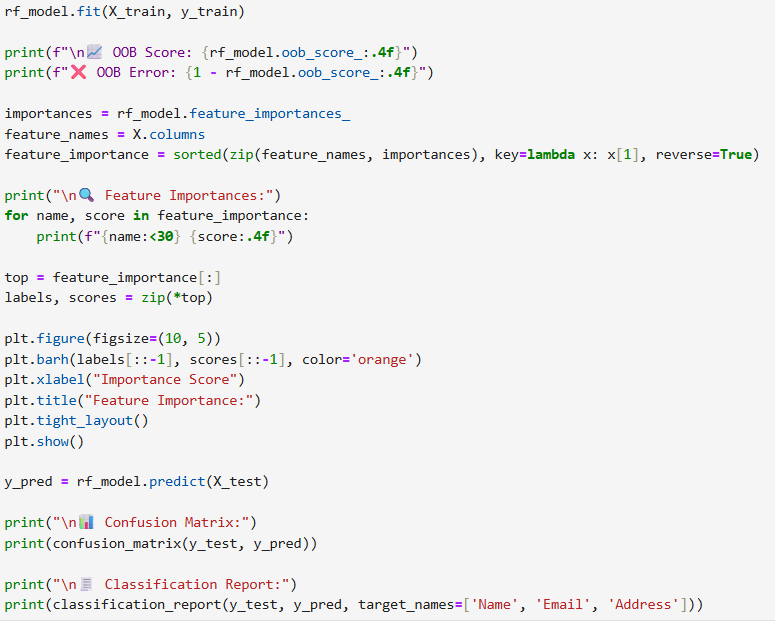 rf_model.fit(X_train, y_train)

print(f"\n📈 OOB Score: {rf_model.oob_score_:.4f}")
print(f"❌ OOB Error: {1 - rf_model.oob_score_:.4f}")

importances = rf_model.feature_importances_
feature_names = X.columns
feature_importance = sorted(zip(feature_names, importances), key=lambda x: x[1], reverse=True)

print("\n🔍 Feature Importances:")
for name, score in feature_importance:
    print(f"{name:<30} {score:.4f}")

top = feature_importance[:]
labels, scores = zip(*top)

plt.figure(figsize=(10, 5))
plt.barh(labels[::-1], scores[::-1], color='orange')
plt.xlabel("Importance Score")
plt.title("Feature Importance:")
plt.tight_layout()
plt.show()

y_pred = rf_model.predict(X_test)

print("\n📊 Confusion Matrix:")
print(confusion_matrix(y_test, y_pred))

print("\n🧾 Classification Report:")
print(classification_report(y_test, y_pred, target_names=['Name', 'Email', 'Address']))